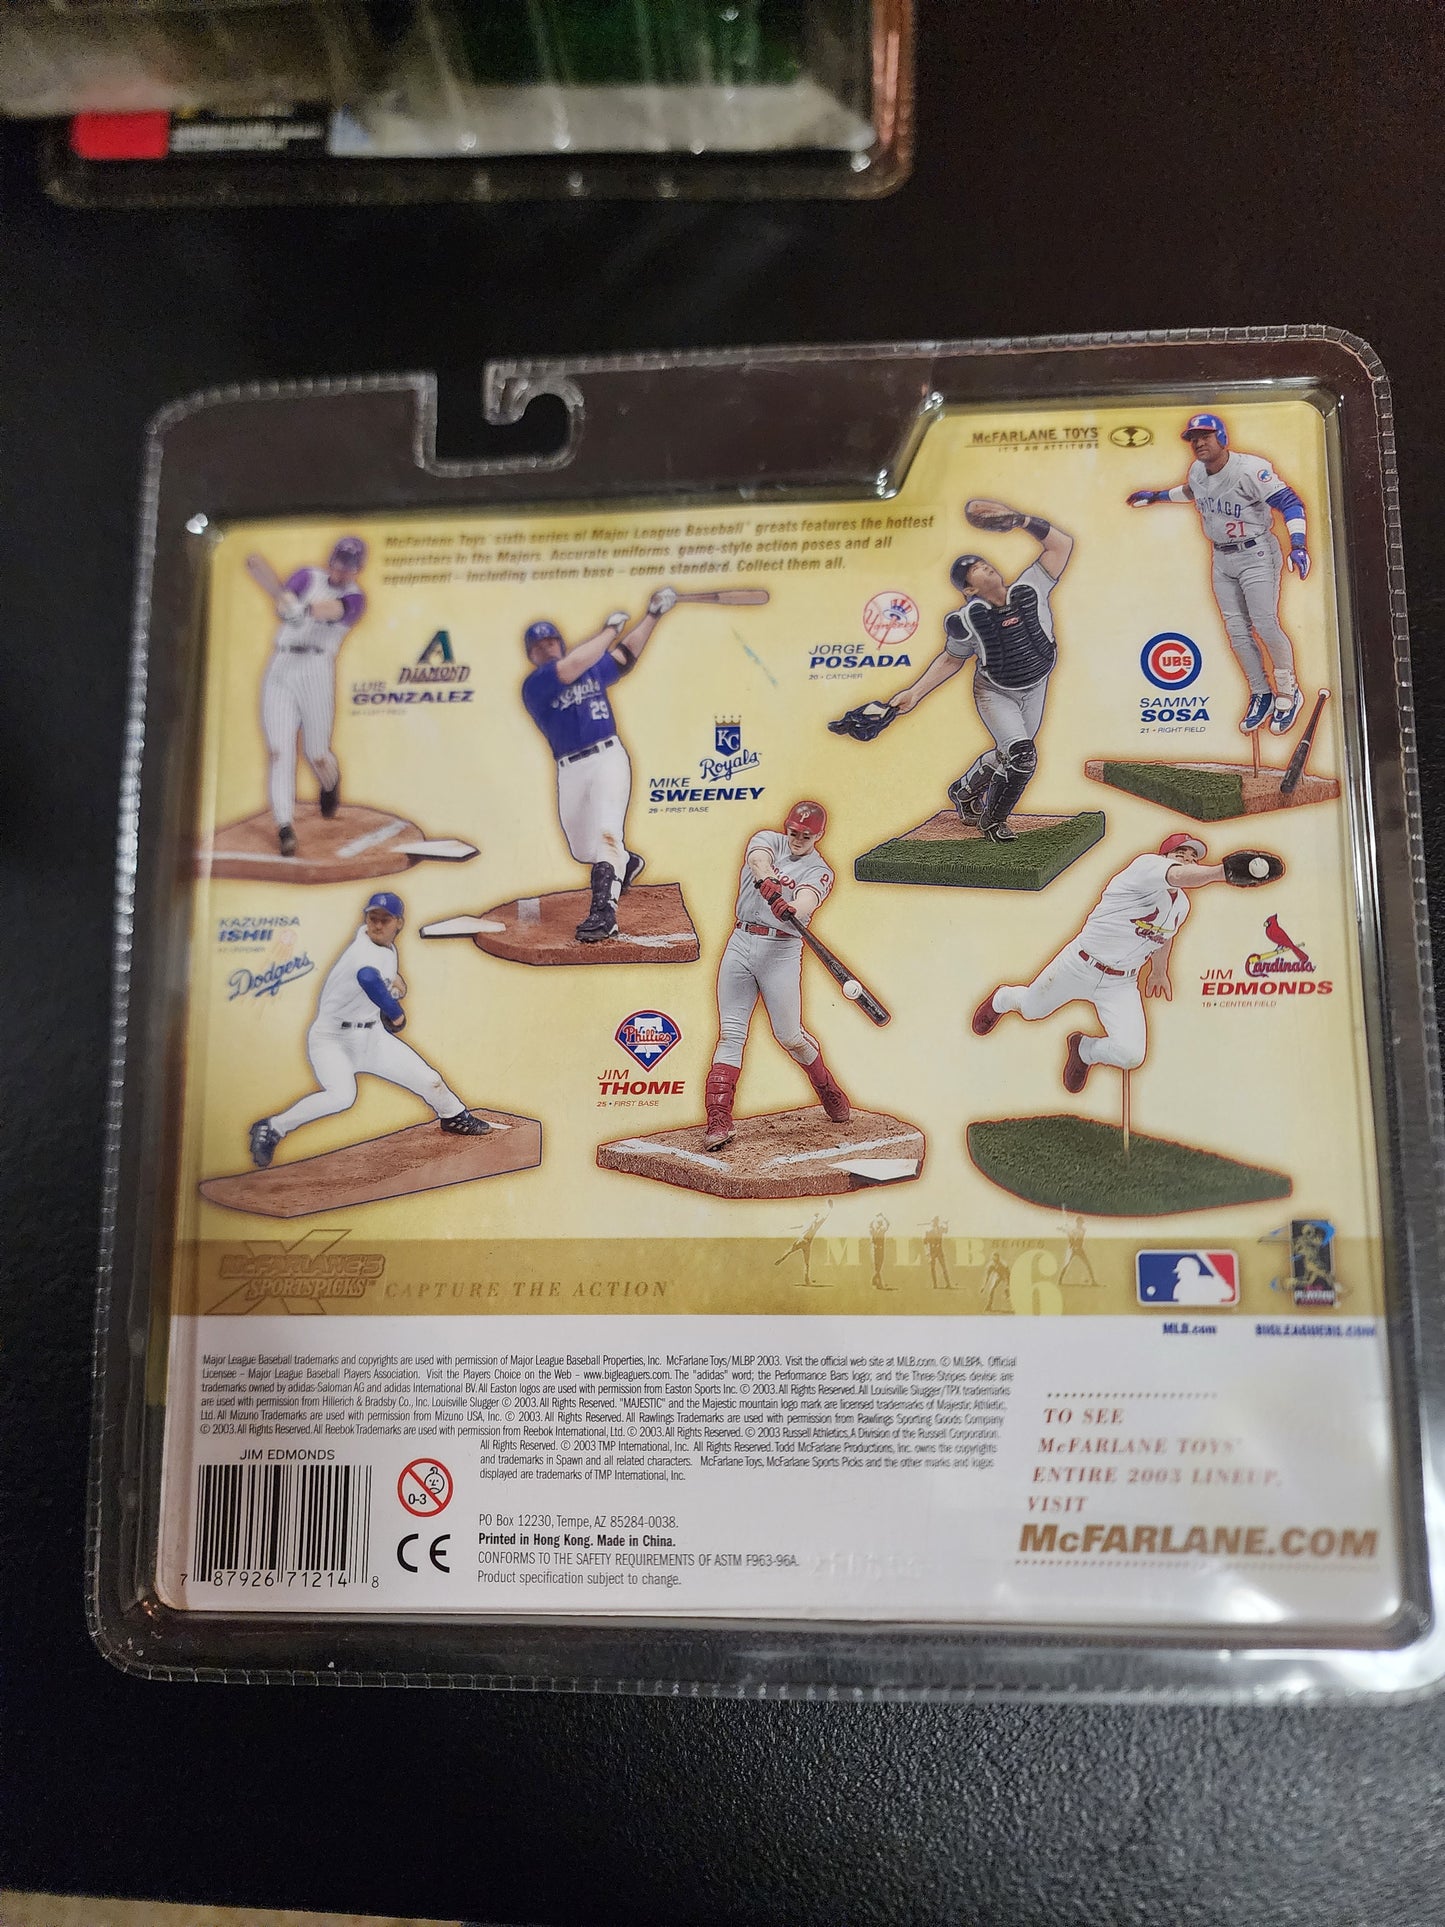 McFARLANE TOYS
IT'S AN ATTITUDE
McFarlane Toys' sixth series of Major League Baseball® greats features the hottest
superstars in the Majors. Accurate uniforms, game-style action poses and all
equipment – including custom base – come standard. Collect them all.
CHICAGO
21
DIAMOND
LUIS
GONZALEZ
Royals
29
KC
Royals
MIKE
SWEENEY
29 • FIRST BASE
Yankees
JORGE
POSADA
20 • CATCHER
CUBS
SAMMY
SOSA
21 • RIGHT FIELD
KAZUHISA
ISHII
Dodgers
P
Phillies
JIM
THOME
25 • FIRST BASE
Cardinals
Cardinals
JIM
EDMONDS
15 • CENTER FIELD
McFARLANE'S
SPORTSPICKS™
CAPTURE THE ACTION
MLB
SERIES
6
MLB.com
BIGLEAGUERS.COM
Major League Baseball trademarks and copyrights are used with permission of Major League Baseball Properties, Inc. McFarlane Toys/MLBP 2003. Visit the official web site at MLB.com. © MLBPA. Official
Licensee – Major League Baseball Players Association. Visit the Players Choice on the Web – www.bigleaguers.com. The "adidas" word; the Performance Bars logo; and the Three-Stripes device are
trademarks owned by adidas-Saloman AG and adidas International BV. All Easton logos are used with permission from Easton Sports Inc. © 2003. All Rights Reserved. All Louisville Slugger/TPX trademarks
are used with permission from Hillerich & Bradsby Co., Inc. Louisville Slugger © 2003. All Rights Reserved. "MAJESTIC" and the Majestic mountain logo mark are licensed trademarks of Majestic Athletic,
Ltd. All Mizuno Trademarks are used with permission from Mizuno USA, Inc. © 2003. All Rights Reserved. All Rawlings Trademarks are used with permission from Rawlings Sporting Goods Company
© 2003. All Rights Reserved. All Reebok Trademarks are used with permission from Reebok International, Ltd. © 2003. All Rights Reserved. © 2003 Russell Athletics, A Division of the Russell Corporation.
All Rights Reserved. © 2003 TMP International, Inc. All Rights Reserved. Todd McFarlane Productions, Inc. owns the copyrights
and trademarks in Spawn and all related characters. McFarlane Toys, McFarlane Sports Picks and the other marks and logos
displayed are trademarks of TMP International, Inc.
JIM EDMONDS
7 87926 71214 8
0-3
CE
PO Box 12230, Tempe, AZ 85284-0038.
Printed in Hong Kong. Made in China.
CONFORMS TO THE SAFETY REQUIREMENTS OF ASTM F963-96A.
Product specification subject to change.
TO SEE
McFARLANE TOYS'
ENTIRE 2003 LINEUP,
VISIT
McFARLANE.COM